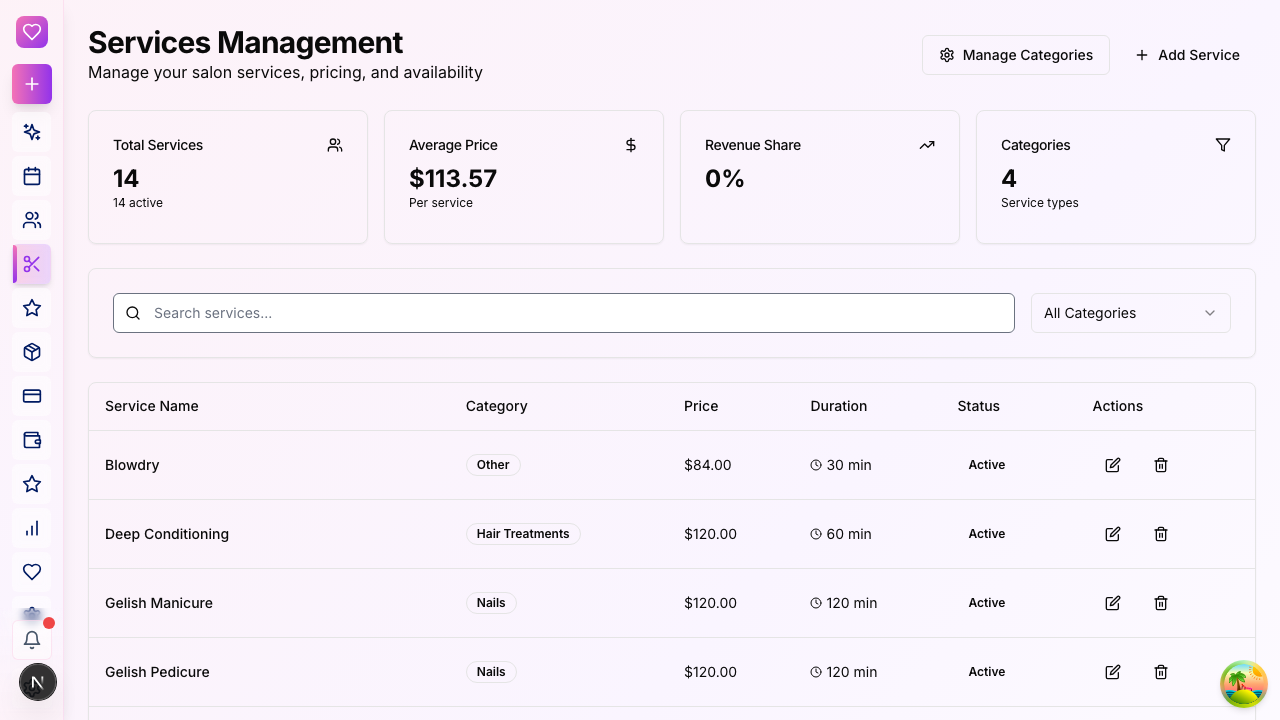 Services Management
Manage your salon services, pricing, and availability
Manage Categories
Add Service
Total Services
14
14 active
Average Price
$113.57
Per service
Revenue Share
0%
Categories
4
Service types
Search services...
All Categories
Service Name Category Price Duration Status Actions
Blowdry Other $84.00 30 min Active
Deep Conditioning Hair Treatments $120.00 60 min Active
Gelish Manicure Nails $120.00 120 min Active
Gelish Pedicure Nails $120.00 120 min Active
N